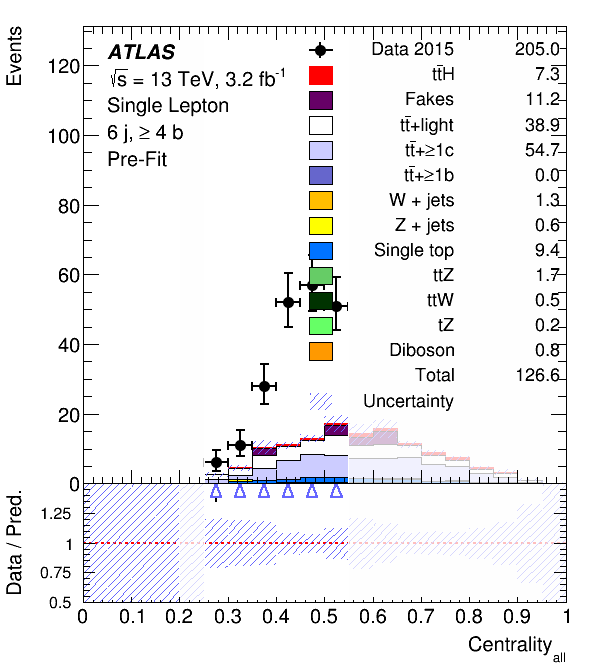 Events
ATLAS
√s = 13 TeV, 3.2 fb-1
Single Lepton
6 j, ≥ 4 b
Pre-Fit
Data 2015 205.0
tt̄H 7.3
Fakes 11.2
tt̄+light 38.9
tt̄+≥1c 54.7
tt̄+≥1b 0.0
W + jets 1.3
Z + jets 0.6
Single top 9.4
ttZ 1.7
ttW 0.5
tZ 0.2
Diboson 0.8
Total 126.6
Uncertainty
120
100
80
60
40
20
0
Data / Pred.
1.25
1
0.75
0.5
0 0.1 0.2 0.3 0.4 0.5 0.6 0.7 0.8 0.9 1
Centrality_all